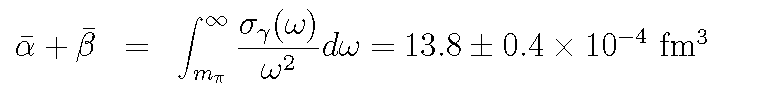 ᾱ + β̄ = ∫_{m_π}^{∞} σ_γ(ω)/ω² dω = 13.8 ± 0.4 × 10⁻⁴ fm³